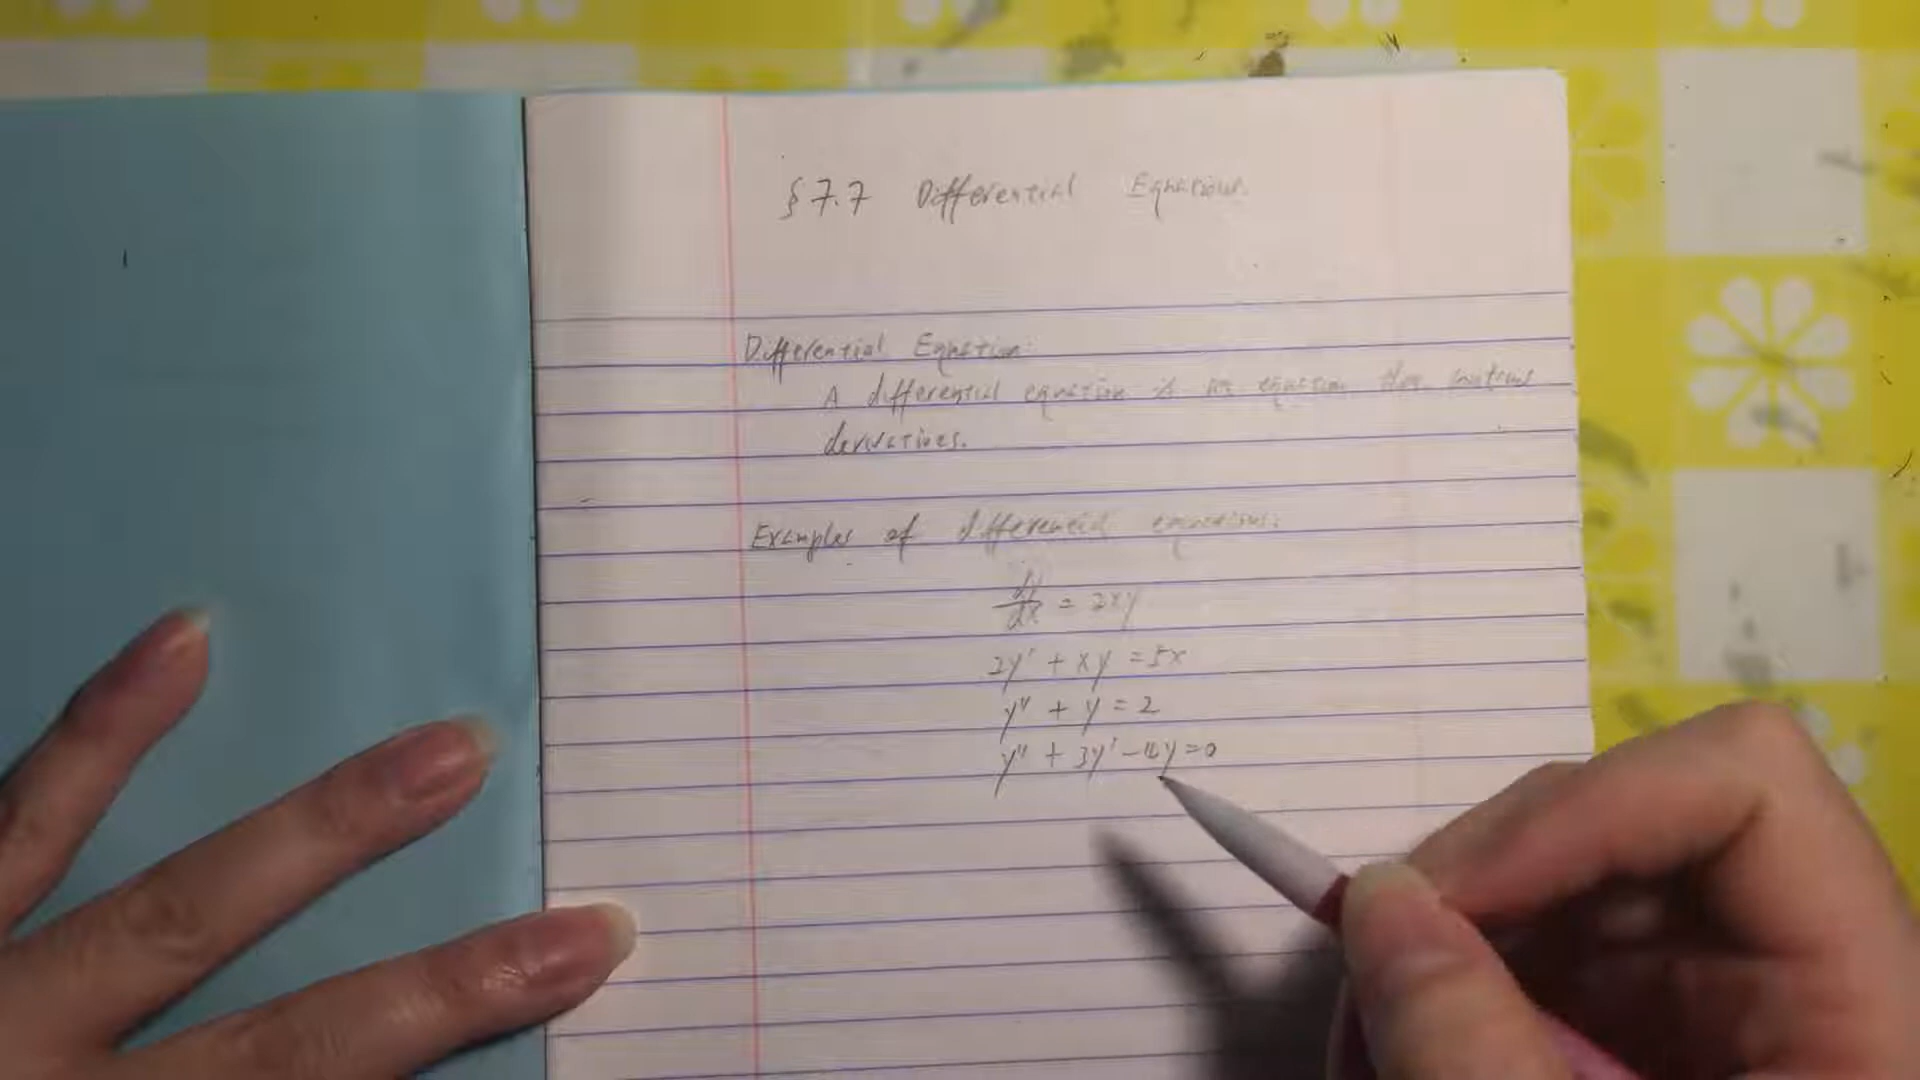 § 7.7 Differential Equations
Differential Equation:
A differential equation is an equation that contains
derivatives.
Examples of differential equations:
dy/dx = 2xy
2y' + xy = 5x
y" + y = 2
y" + 3y' - 10y = 0